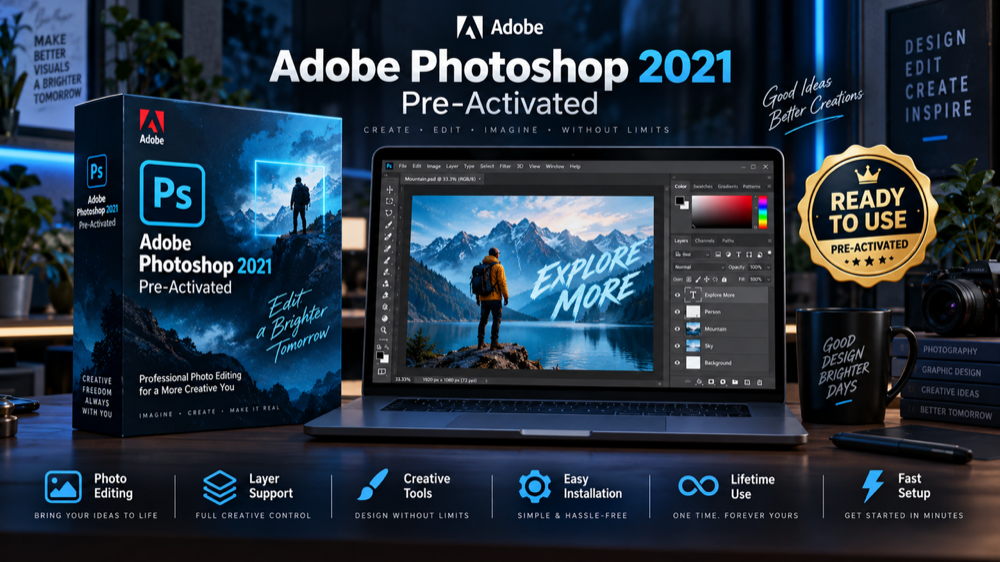 MAKE
BETTER
VISUALS
A BRIGHTER
TOMORROW
Adobe
Adobe Photoshop 2021
Pre-Activated
CREATE • EDIT • IMAGINE • WITHOUT LIMITS
Good Ideas
Better Creations
DESIGN
EDIT
CREATE
INSPIRE
Adobe
Ps
Adobe
Photoshop 2021
Pre-Activated
CREATIVE
FREEDOM
ALWAYS
WITH YOU
Ps
Adobe
Photoshop 2021
Pre-Activated
Edit
a Brighter
Tomorrow
Professional Photo Editing
for a More Creative You
IMAGINE • CREATE • MAKE IT REAL
Ps File Edit Image Layer Type Select Filter 3D View Window Help
Mountain.psd @ 33.3% (RGB/8) ×
EXPLORE
MORE
33.33% 1920 px x 1080 px (72 ppi)
Color Swatches Gradients Patterns
Layers Channels Paths
Normal Opacity: 100%
Fill: 100%
T Explore More
Person
Mountain
Sky
Background
READY
TO USE
PRE-ACTIVATED
GOOD
DESIGN
BRIGHTER
DAYS
PHOTOGRAPHY
GRAPHIC DESIGN
CREATIVE IDEAS
BETTER TOMORROW
Photo
Editing
BRING YOUR IDEAS TO LIFE
Layer
Support
FULL CREATIVE CONTROL
Creative
Tools
DESIGN WITHOUT LIMITS
Easy
Installation
SIMPLE & HASSLE-FREE
Lifetime
Use
ONE TIME. FOREVER YOURS
Fast
Setup
GET STARTED IN MINUTES